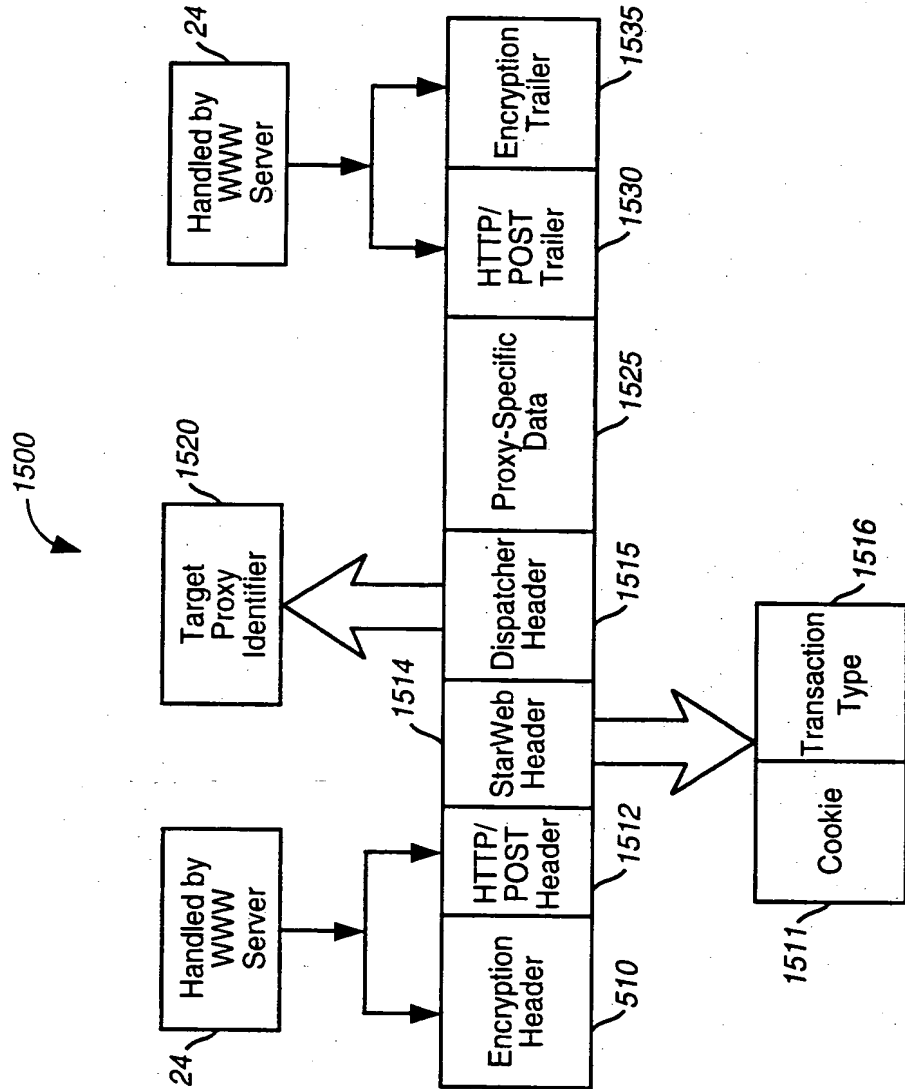 1500
24
Handled by
WWW
Server
1520
Target
Proxy
Identifier
24
Handled by
WWW
Server
Encryption
Header
HTTP/
POST
Header
StarWeb
Header
Dispatcher
Header
Proxy-Specific
Data
HTTP/
POST
Trailer
Encryption
Trailer
510
1512
1514
1515
1525
1530
1535
1511
Cookie
Transaction
Type
1516